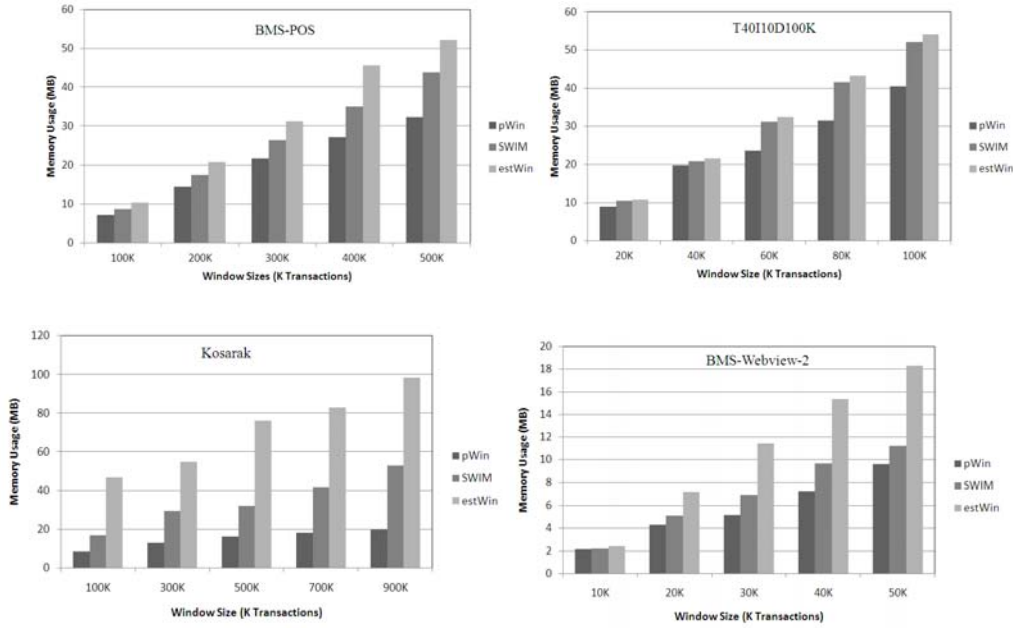 BMS-POS
Memory Usage (MB)
60
50
40
30
20
10
0
100K 200K 300K 400K 500K
Window Sizes (K Transactions)
pWin
SWIM
estWin
T40I10D100K
Memory Usage (MB)
60
50
40
30
20
10
0
20K 40K 60K 80K 100K
Window Size (K Transactions)
pWin
SWIM
estWin
Kosarak
Memory Usage (MB)
120
100
80
60
40
20
0
100K 300K 500K 700K 900K
Window Size (K Transactions)
pWin
SWIM
estWin
BMS-Webview-2
Memory Usage (MB)
20
18
16
14
12
10
8
6
4
2
0
10K 20K 30K 40K 50K
Window Size (K Transactions)
pWin
SWIM
estWin